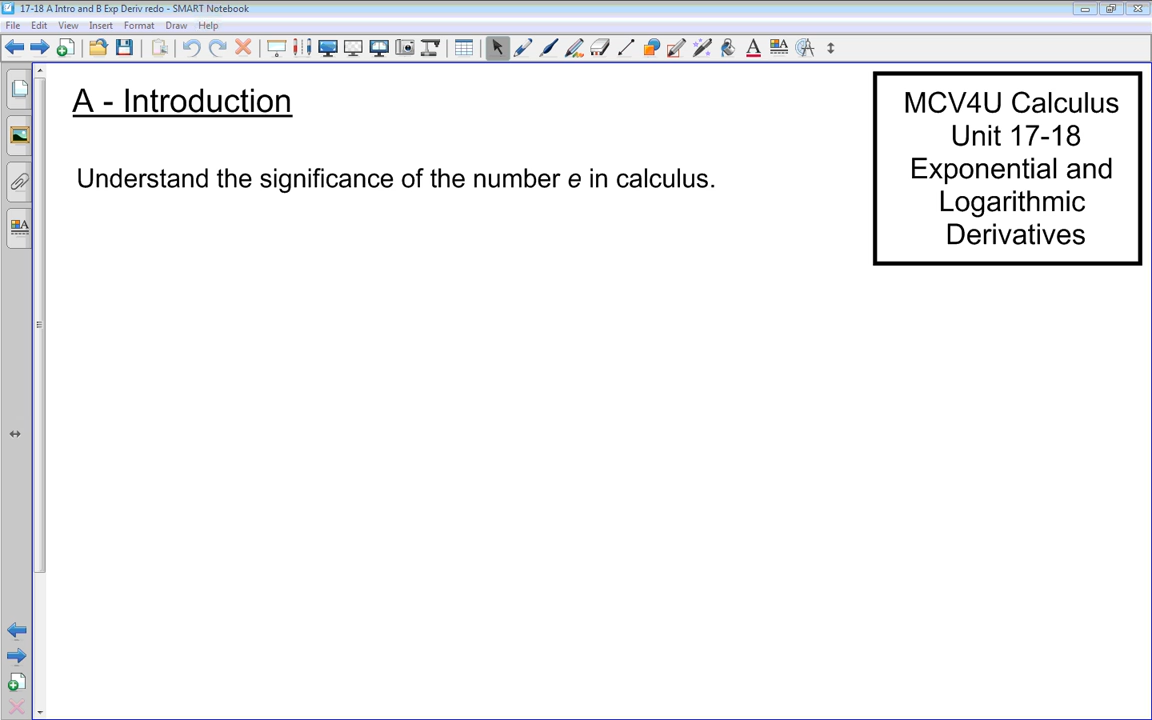 17-18 A Intro and B Exp Deriv redo - SMART Notebook
File Edit View Insert Format Draw Help
A - Introduction
Understand the significance of the number e in calculus.
MCV4U Calculus
Unit 17-18
Exponential and
Logarithmic
Derivatives